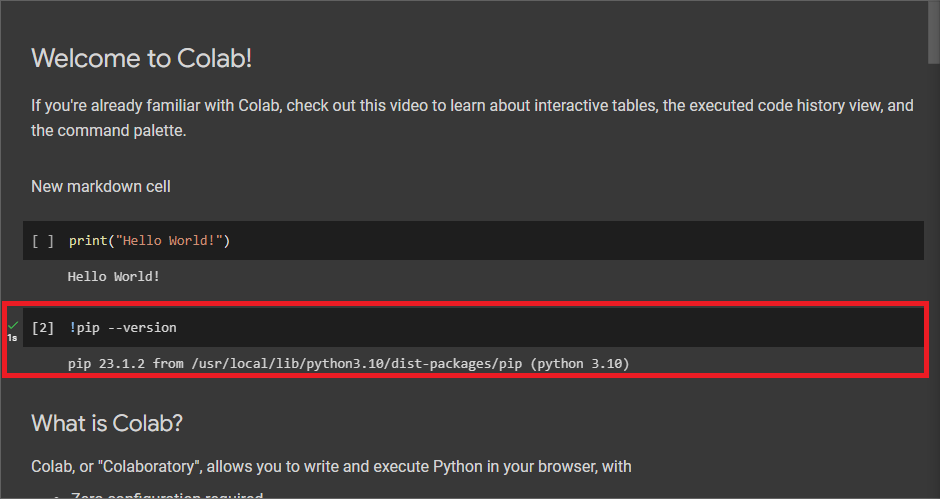 Welcome to Colab!
If you're already familiar with Colab, check out this video to learn about interactive tables, the executed code history view, and
the command palette.
New markdown cell
[ ] print("Hello World!")
Hello World!
[2] !pip --version
1s
pip 23.1.2 from /usr/local/lib/python3.10/dist-packages/pip (python 3.10)
What is Colab?
Colab, or "Colaboratory", allows you to write and execute Python in your browser, with
• Zero configuration required